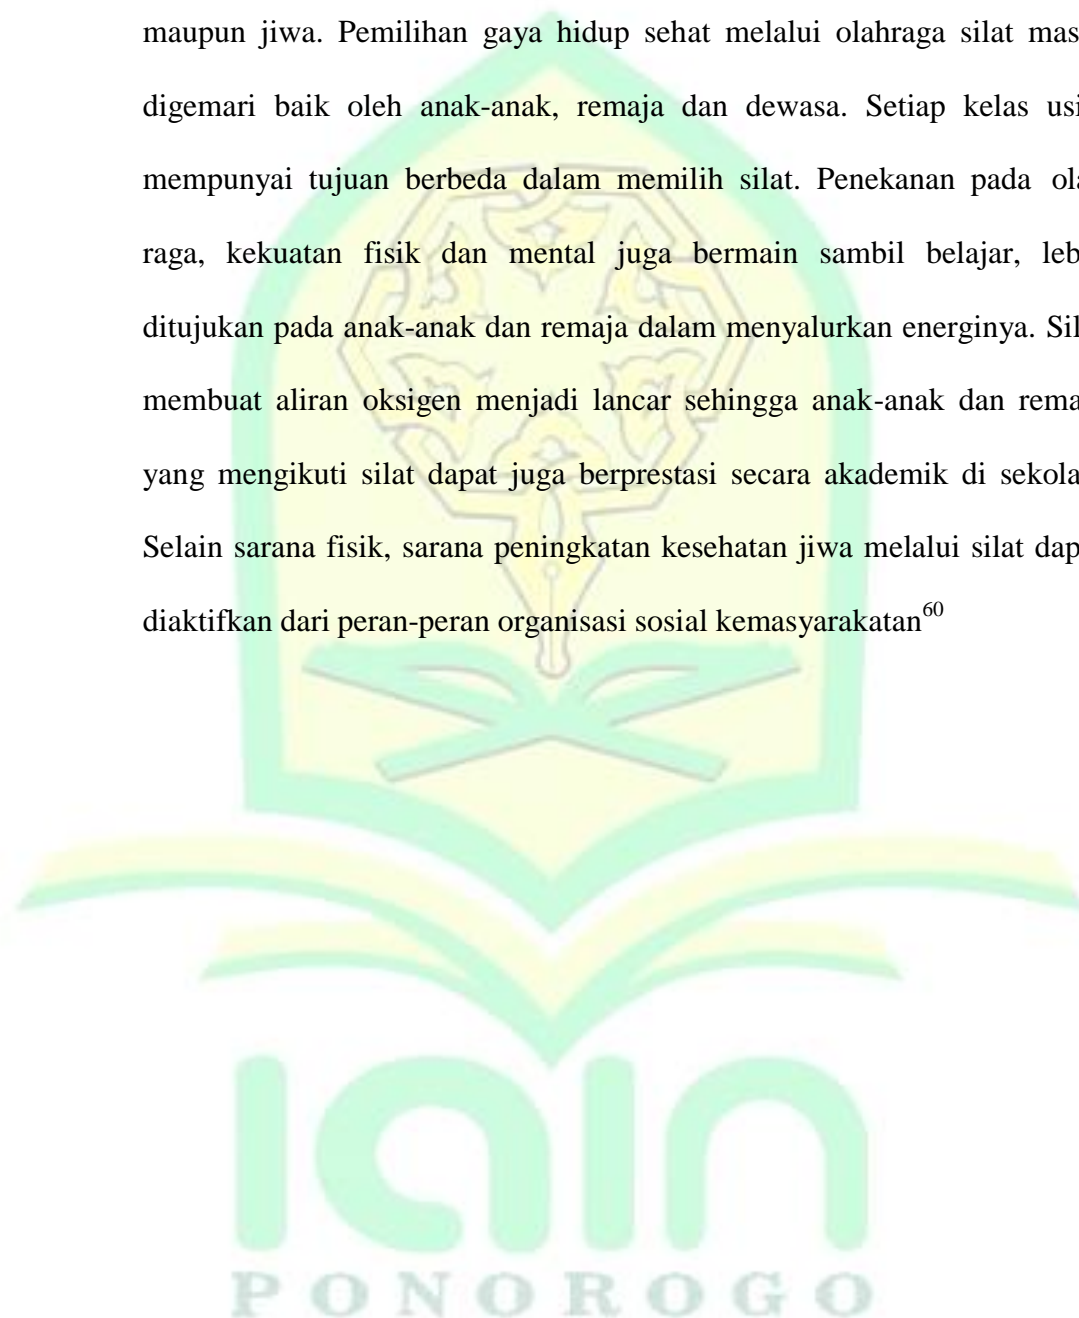 maupun jiwa. Pemilihan gaya hidup sehat melalui olahraga silat mas
digemari baik oleh anak-anak, remaja dan dewasa. Setiap kelas usi
mempunyai tujuan berbeda dalam memilih silat. Penekanan pada ola
raga, kekuatan fisik dan mental juga bermain sambil belajar, leb
ditujukan pada anak-anak dan remaja dalam menyalurkan energinya. Sil
membuat aliran oksigen menjadi lancar sehingga anak-anak dan rema
yang mengikuti silat dapat juga berprestasi secara akademik di sekola
Selain sarana fisik, sarana peningkatan kesehatan jiwa melalui silat dap
diaktifkan dari peran-peran organisasi sosial kemasyarakatan60
iain
PONOROGO